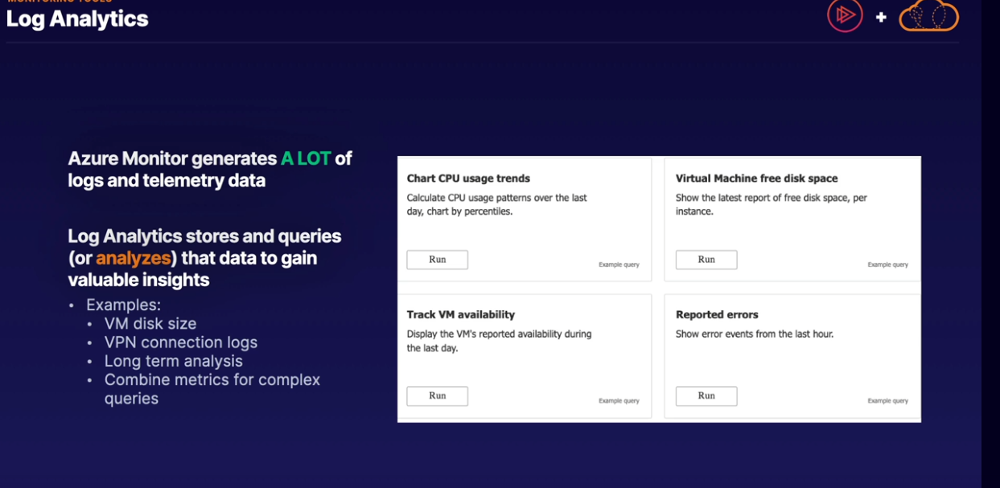 MONITORING TOOLS
Log Analytics
+
Azure Monitor generates A LOT of
logs and telemetry data
Log Analytics stores and queries
(or analyzes) that data to gain
valuable insights
• Examples:
• VM disk size
• VPN connection logs
• Long term analysis
• Combine metrics for complex
queries
Chart CPU usage trends
Calculate CPU usage patterns over the last
day, chart by percentiles.
Run
Example query
Virtual Machine free disk space
Show the latest report of free disk space, per
instance.
Run
Example query
Track VM availability
Display the VM's reported availability during
the last day.
Run
Example query
Reported errors
Show error events from the last hour.
Run
Example query